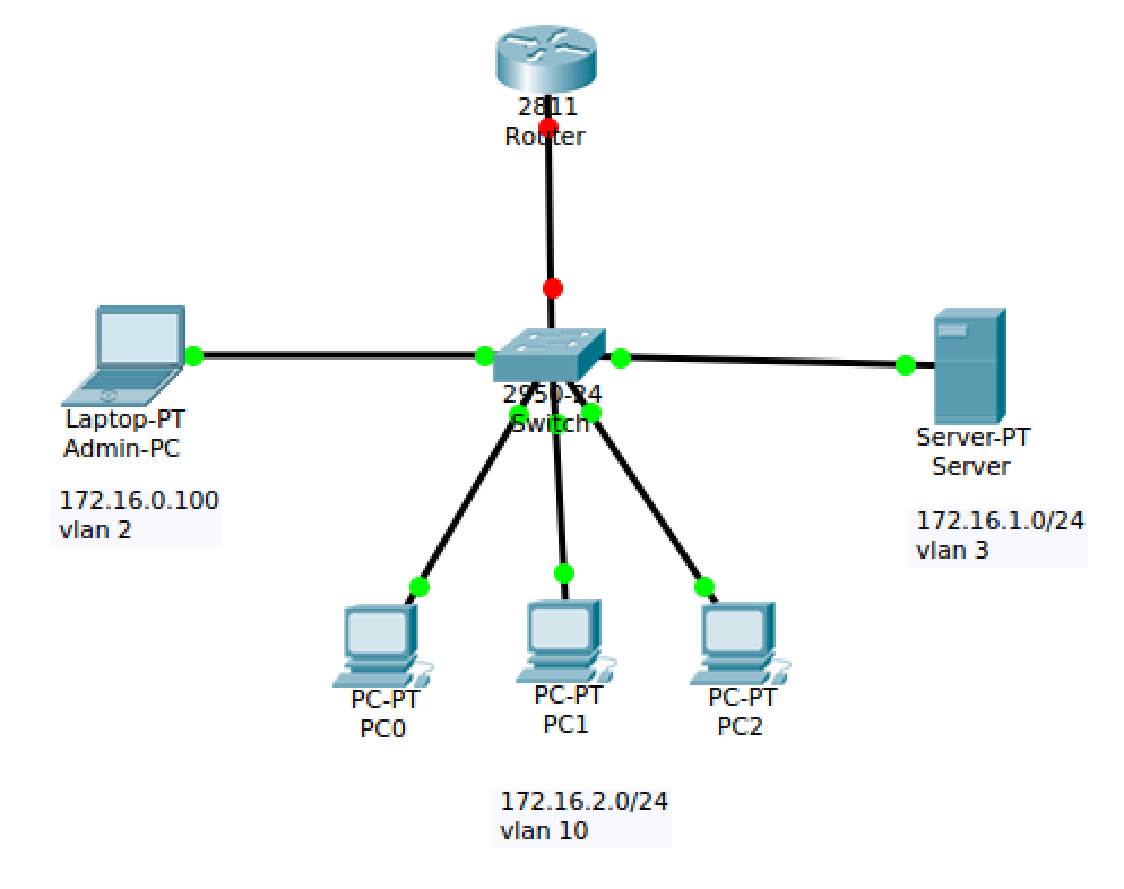 2811
Router
2950-24
Switch
Laptop-PT
Admin-PC
172.16.0.100
vlan 2
Server-PT
Server
172.16.1.0/24
vlan 3
PC-PT
PC0
PC-PT
PC1
PC-PT
PC2
172.16.2.0/24
vlan 10